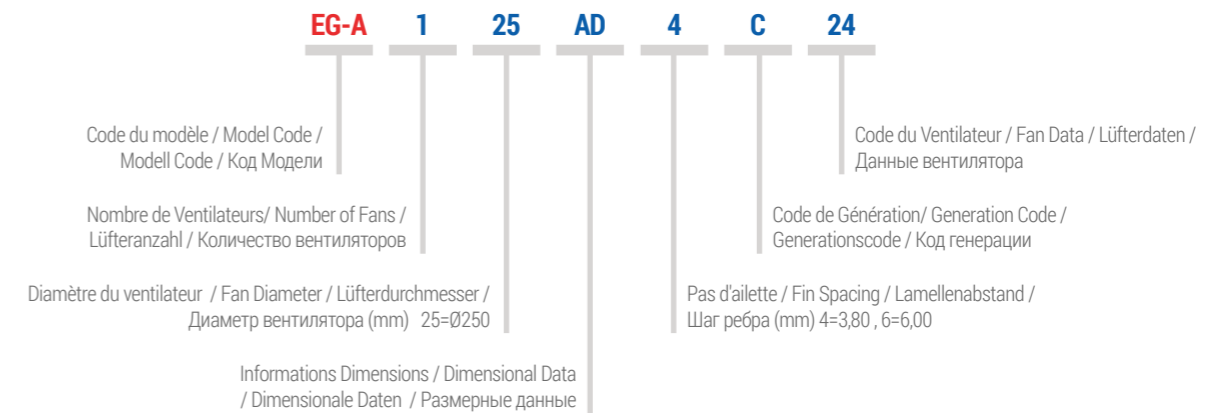 EG-A 1 25 AD 4 C 24
Code du modèle / Model Code /
Modell Code / Код Модели
Code du Ventilateur / Fan Data / Lüfterdaten /
Данные вентилятора
Nombre de Ventilateurs/ Number of Fans /
Lüfteranzahl / Количество вентиляторов
Code de Génération/ Generation Code /
Generationscode / Код генерации
Diamètre du ventilateur / Fan Diameter / Lüfterdurchmesser /
Диаметр вентилятора (mm) 25=Ø250
Pas d'ailette / Fin Spacing / Lamellenabstand /
Шаг ребра (mm) 4=3,80 , 6=6,00
Informations Dimensions / Dimensional Data
/ Dimensionale Daten / Размерные данные